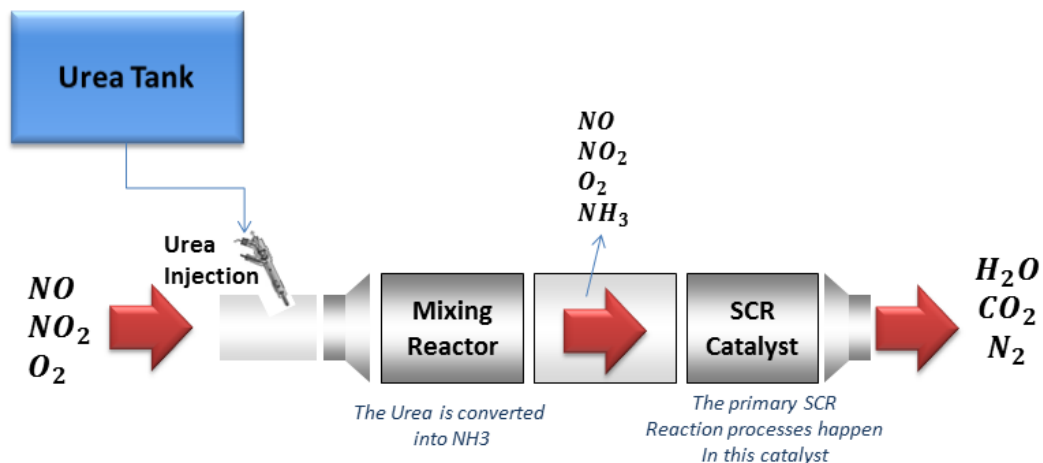 Urea Tank
NO
NO₂
O₂
NH₃
Urea
Injection
NO
NO₂
O₂
Mixing
Reactor
SCR
Catalyst
H₂O
CO₂
N₂
The Urea is converted
into NH3
The primary SCR
Reaction processes happen
In this catalyst